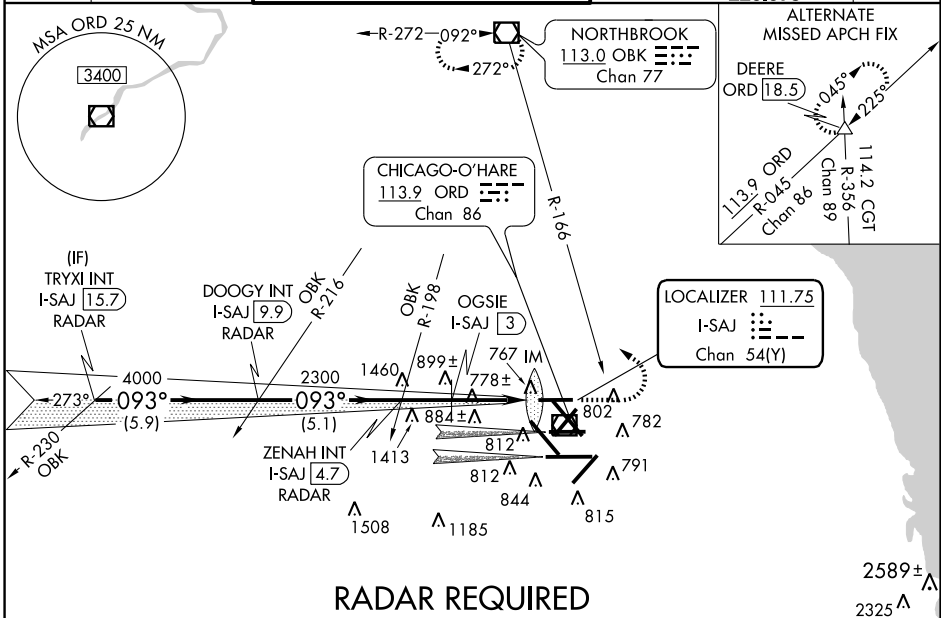 MSA ORD 25 NM
3400
R-272
092°
272°
NORTHBROOK
113.0 OBK
Chan 77
ALTERNATE
MISSED APCH FIX
DEERE
ORD 18.5
045°
225°
113.9 ORD
R-045
Chan 86
114.2 CGT
R-356
Chan 89
CHICAGO-O'HARE
113.9 ORD
Chan 86
R-166
(IF)
TRYXI INT
I-SAJ 15.7
RADAR
DOOGY INT
I-SAJ 9.9
RADAR
OBK
R-216
OBK
R-198
OGSIE
I-SAJ 3
LOCALIZER 111.75
I-SAJ
Chan 54(Y)
767
IM
1460
899±
778±
4000
2300
273°
093°
093°
(5.9)
(5.1)
884±
802
782
R-230
OBK
ZENAH INT
I-SAJ 4.7
RADAR
1413
812
812
844
791
815
1508
1185
RADAR REQUIRED
2589±
2325